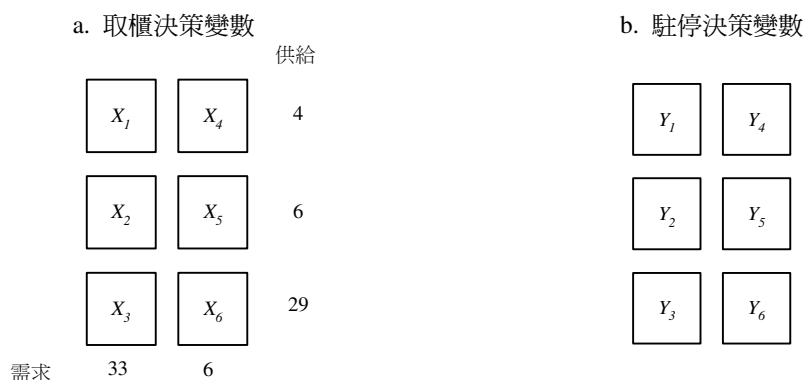 a. 取櫃決策變數
b. 駐停決策變數
供給
X1 X4 4
Y1 Y4
X2 X5 6
Y2 Y5
X3 X6 29
Y3 Y6
需求 33 6